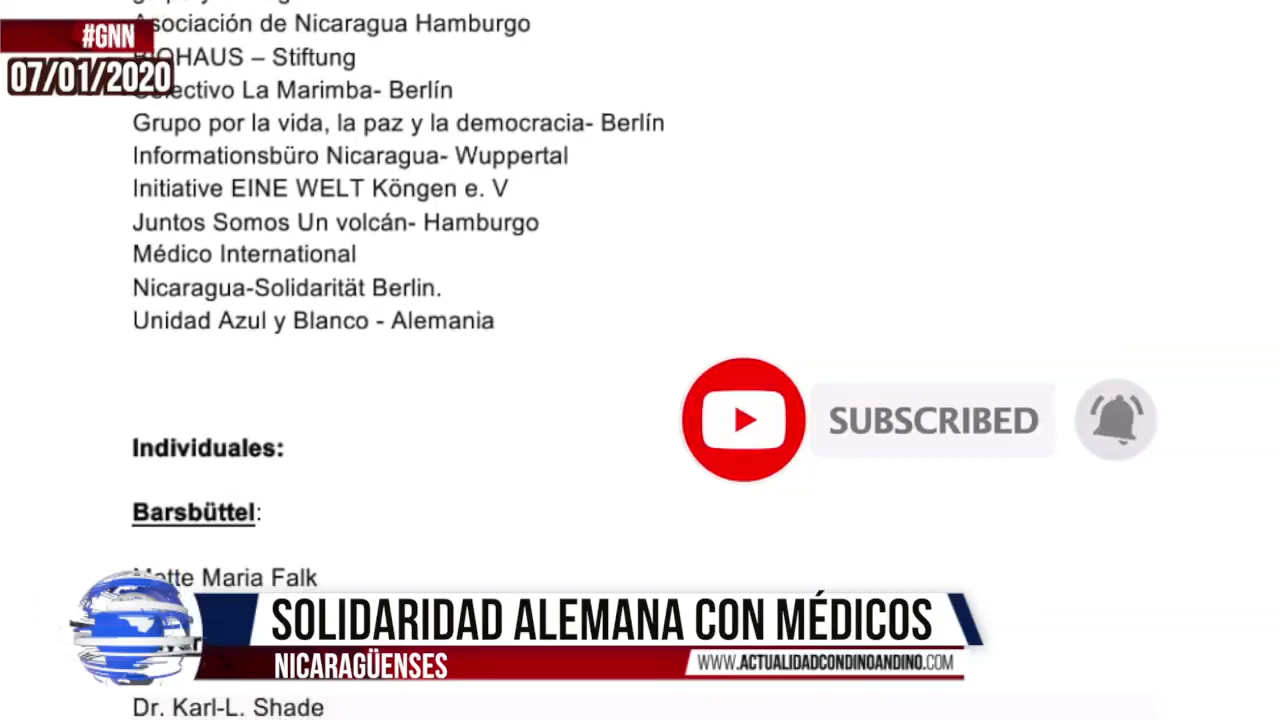 #GNN
07/01/2020
Asociación de Nicaragua Hamburgo
BIOHAUS – Stiftung
Colectivo La Marimba- Berlín
Grupo por la vida, la paz y la democracia- Berlín
Informationsbüro Nicaragua- Wuppertal
Initiative EINE WELT Köngen e. V
Juntos Somos Un volcán- Hamburgo
Médico International
Nicaragua-Solidarität Berlin.
Unidad Azul y Blanco - Alemania
SUBSCRIBED
Individuales:
Barsbüttel:
Maria Falk
SOLIDARIDAD ALEMANA CON MÉDICOS
NICARAGÜENSES
WWW.ACTUALIDADCONDINOANDINO.COM
Dr. Karl-L. Shade